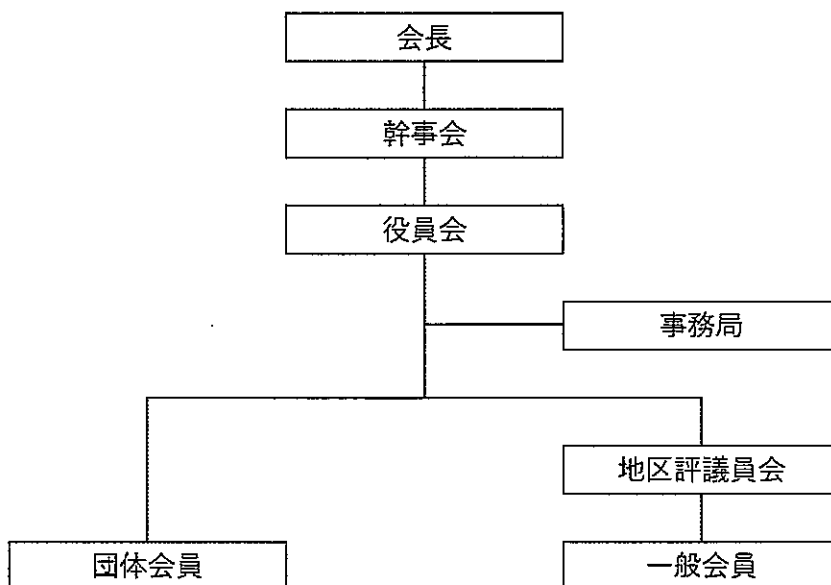 会長
幹事会
役員会
事務局
地区評議員会
団体会員
一般会員